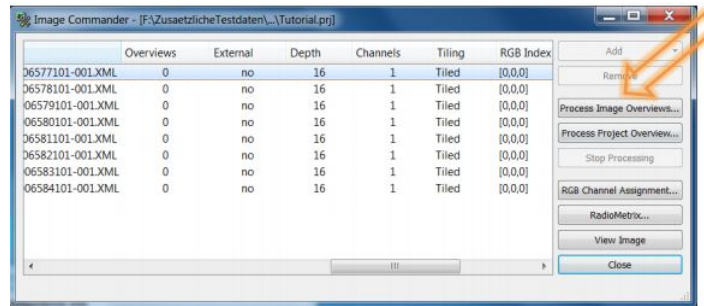 Image Commander - [F:\ZusaetzlicheTestdaten\...\Tutorial.prj]
Overviews External Depth Channels Tiling RGB Index
06577101-001.XML 0 no 16 1 Tiled [0,0,0]
06578101-001.XML 0 no 16 1 Tiled [0,0,0]
06579101-001.XML 0 no 16 1 Tiled [0,0,0]
06580101-001.XML 0 no 16 1 Tiled [0,0,0]
06581101-001.XML 0 no 16 1 Tiled [0,0,0]
06582101-001.XML 0 no 16 1 Tiled [0,0,0]
06583101-001.XML 0 no 16 1 Tiled [0,0,0]
06584101-001.XML 0 no 16 1 Tiled [0,0,0]
Add
Remove
Process Image Overviews...
Process Project Overview...
Stop Processing
RGB Channel Assignment...
RadioMetrix...
View Image
Close